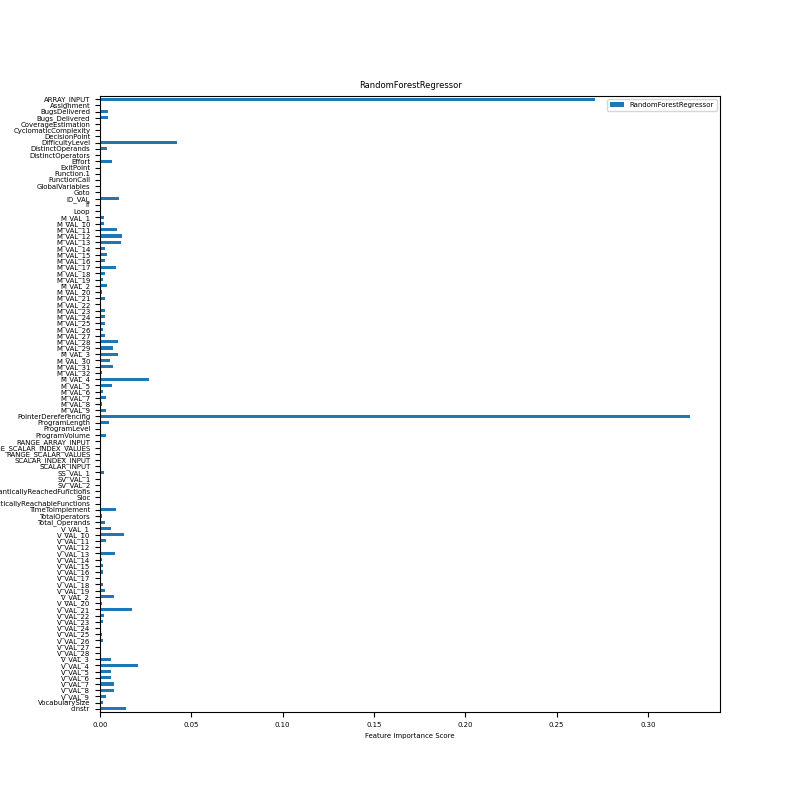 RandomForestRegressor
RandomForestRegressor
ARRAY_INPUT
Assignment
BugsDelivered
Bugs_Delivered
CoverageEstimation
CyclomaticComplexity
DecisionPoint
DifficultyLevel
DistinctOperands
DistinctOperators
Effort
ExitPoint
Function.1
FunctionCall
GlobalVariables
Goto
ID_VAL
If
Loop
M_VAL_1
M_VAL_10
M_VAL_11
M_VAL_12
M_VAL_13
M_VAL_14
M_VAL_15
M_VAL_16
M_VAL_17
M_VAL_18
M_VAL_19
M_VAL_2
M_VAL_20
M_VAL_21
M_VAL_22
M_VAL_23
M_VAL_24
M_VAL_25
M_VAL_26
M_VAL_27
M_VAL_28
M_VAL_29
M_VAL_3
M_VAL_30
M_VAL_31
M_VAL_32
M_VAL_4
M_VAL_5
M_VAL_6
M_VAL_7
M_VAL_8
M_VAL_9
PointerDereferencing
ProgramLength
ProgramLevel
ProgramVolume
RANGE_ARRAY_INPUT
E_SCALAR_INDEX_VALUES
RANGE_SCALAR_VALUES
SCALAR_INDEX_INPUT
SCALAR_INPUT
SS_VAL_1
SV_VAL_1
SV_VAL_2
anticallyReachedFunctions
Sloc
ticallyReachableFunctions
TimeToImplement
TotalOperators
Total_Operands
V_VAL_1
V_VAL_10
V_VAL_11
V_VAL_12
V_VAL_13
V_VAL_14
V_VAL_15
V_VAL_16
V_VAL_17
V_VAL_18
V_VAL_19
V_VAL_2
V_VAL_20
V_VAL_21
V_VAL_22
V_VAL_23
V_VAL_24
V_VAL_25
V_VAL_26
V_VAL_27
V_VAL_28
V_VAL_3
V_VAL_4
V_VAL_5
V_VAL_6
V_VAL_7
V_VAL_8
V_VAL_9
VocabularySize
cinstr
0.00 0.05 0.10 0.15 0.20 0.25 0.30
Feature Importance Score